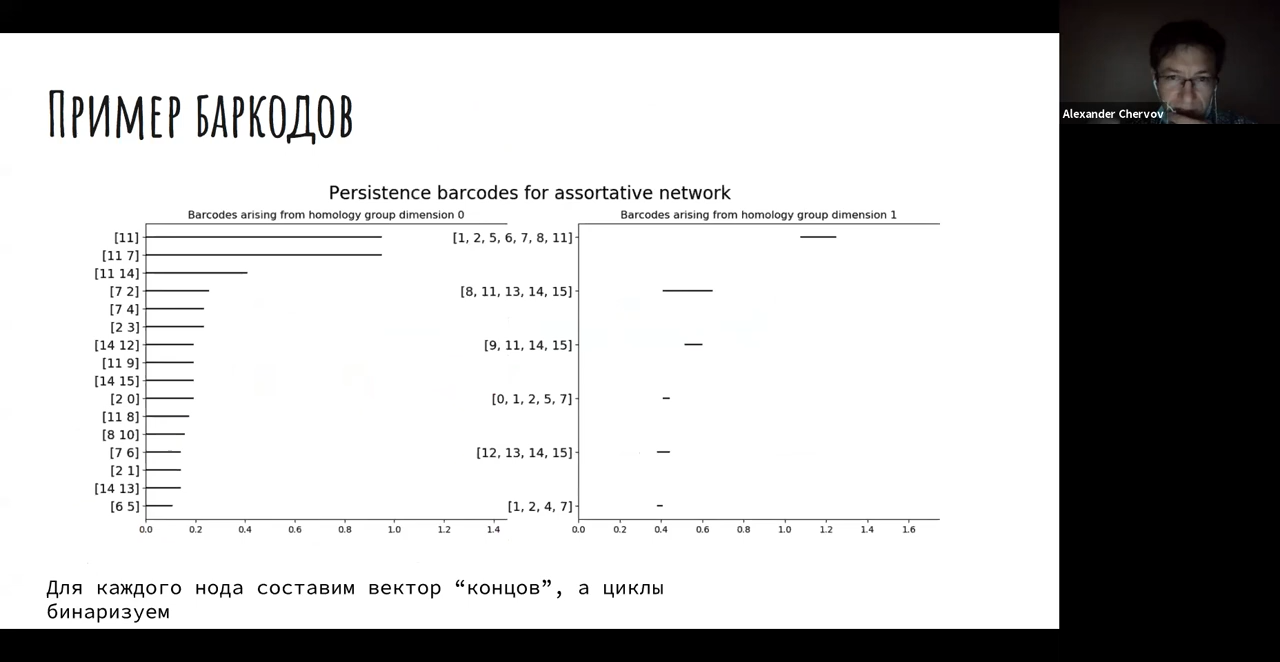 Пример баркодов
Alexander Chervov
Persistence barcodes for assortative network
Barcodes arising from homology group dimension 0
[11]
[11 7]
[11 14]
[7 2]
[7 4]
[2 3]
[14 12]
[11 9]
[14 15]
[2 0]
[11 8]
[8 10]
[7 6]
[2 1]
[14 13]
[6 5]
0.0 0.2 0.4 0.6 0.8 1.0 1.2 1.4
Barcodes arising from homology group dimension 1
[1, 2, 5, 6, 7, 8, 11]
[8, 11, 13, 14, 15]
[9, 11, 14, 15]
[0, 1, 2, 5, 7]
[12, 13, 14, 15]
[1, 2, 4, 7]
0.0 0.2 0.4 0.6 0.8 1.0 1.2 1.4 1.6
Для каждого нода составим вектор “концов”, а циклы
бинаризуем